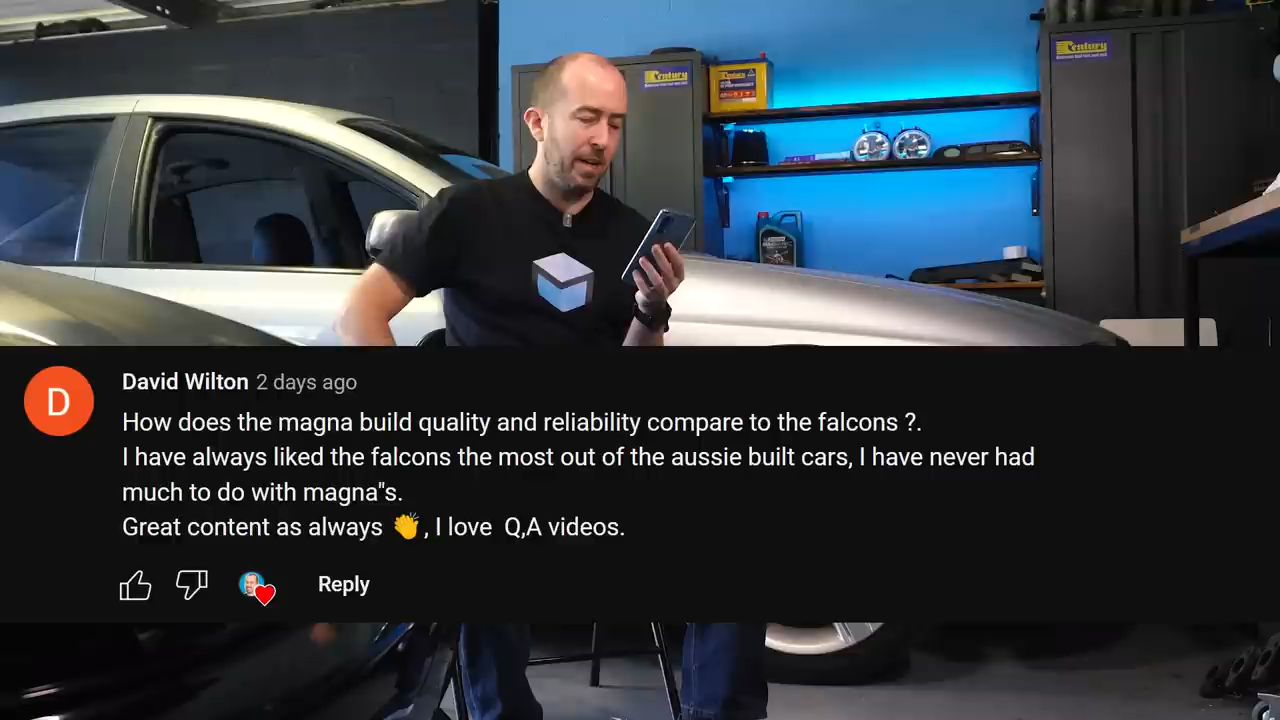 Century
Century
Century
D
David Wilton 2 days ago
How does the magna build quality and reliability compare to the falcons ?.
I have always liked the falcons the most out of the aussie built cars, I have never had
much to do with magna"s.
Great content as always 👏, I love Q,A videos.
Reply